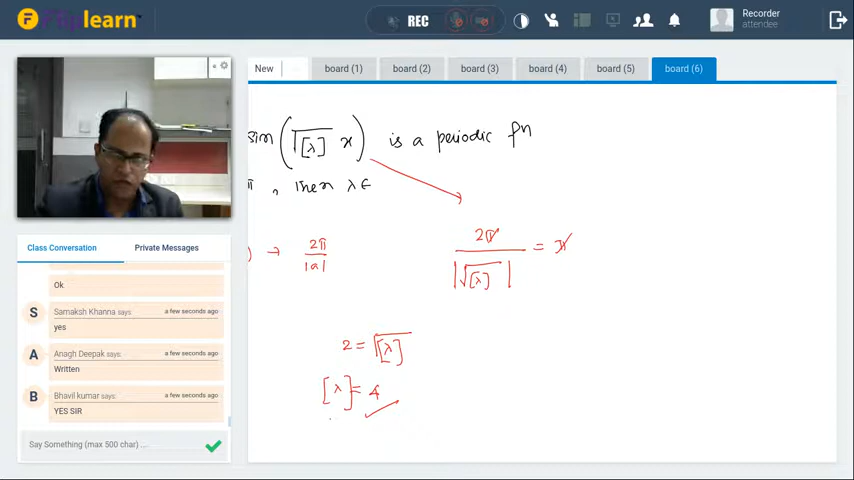 Fliplearn
REC
Recorder
attendee
New
board (1)
board (2)
board (3)
board (4)
board (5)
board (6)
sin(√[λ] x) is a periodic fn
π, then λ∈
) → 2π/|a|
2π/|√[λ]| = π
2 = √[λ]
[λ] = 4
Class Conversation
Private Messages
Ok
S
Samaksh Khanna says:
a few seconds ago
yes
A
Anagh Deepak says:
a few seconds ago
Written
B
Bhavil kumar says:
a few seconds ago
YES SIR
Say Something (max 500 char) ...